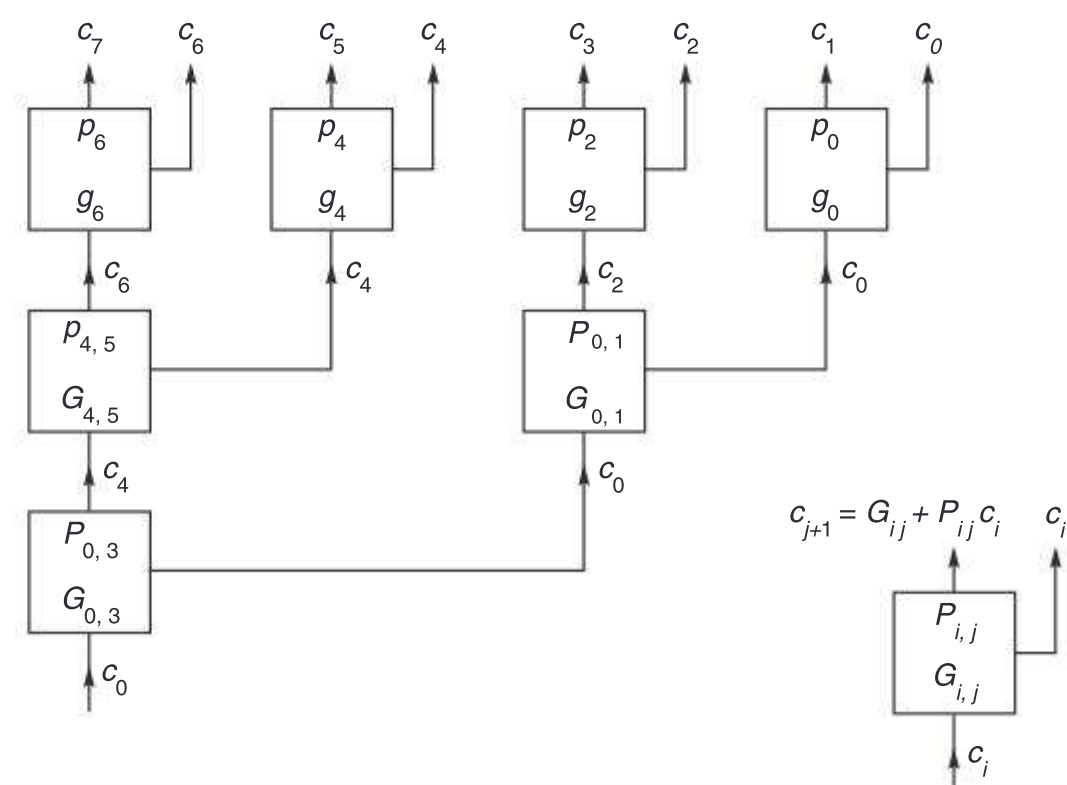 c7 c6 c5 c4 c3 c2 c1 c0
p6 p4 p2 p0
g6 g4 g2 g0
c6 c4 c2 c0
p4, 5 P0, 1
G4, 5 G0, 1
c4 c0
P0, 3
G0, 3
c0
cj+1 = Gij + Pij ci ci
Pi, j
Gi, j
ci